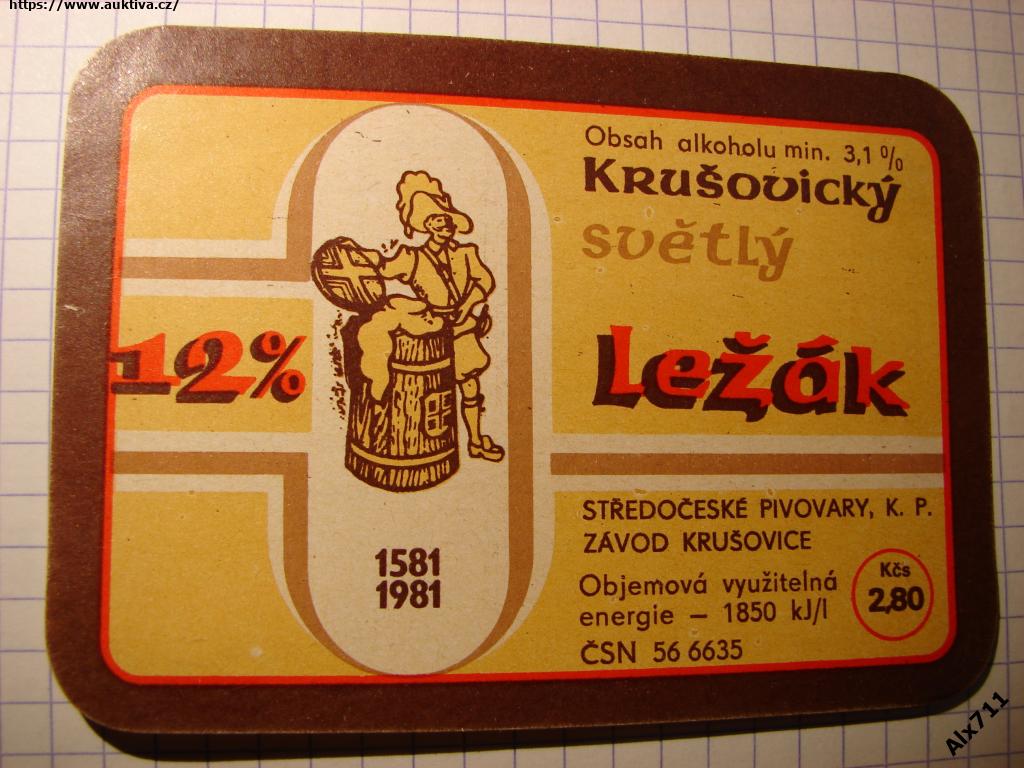 https://www.auktiva.cz/
Obsah alkoholu min. 3,1 %
Krušovický
světlý
12%
Ležák
STŘEDOČESKÉ PIVOVARY, K. P.
ZÁVOD KRUŠOVICE
1581
1981
Objemová využitelná
energie – 1850 kJ/l
Kčs
2,80
ČSN 56 6635
Alx711